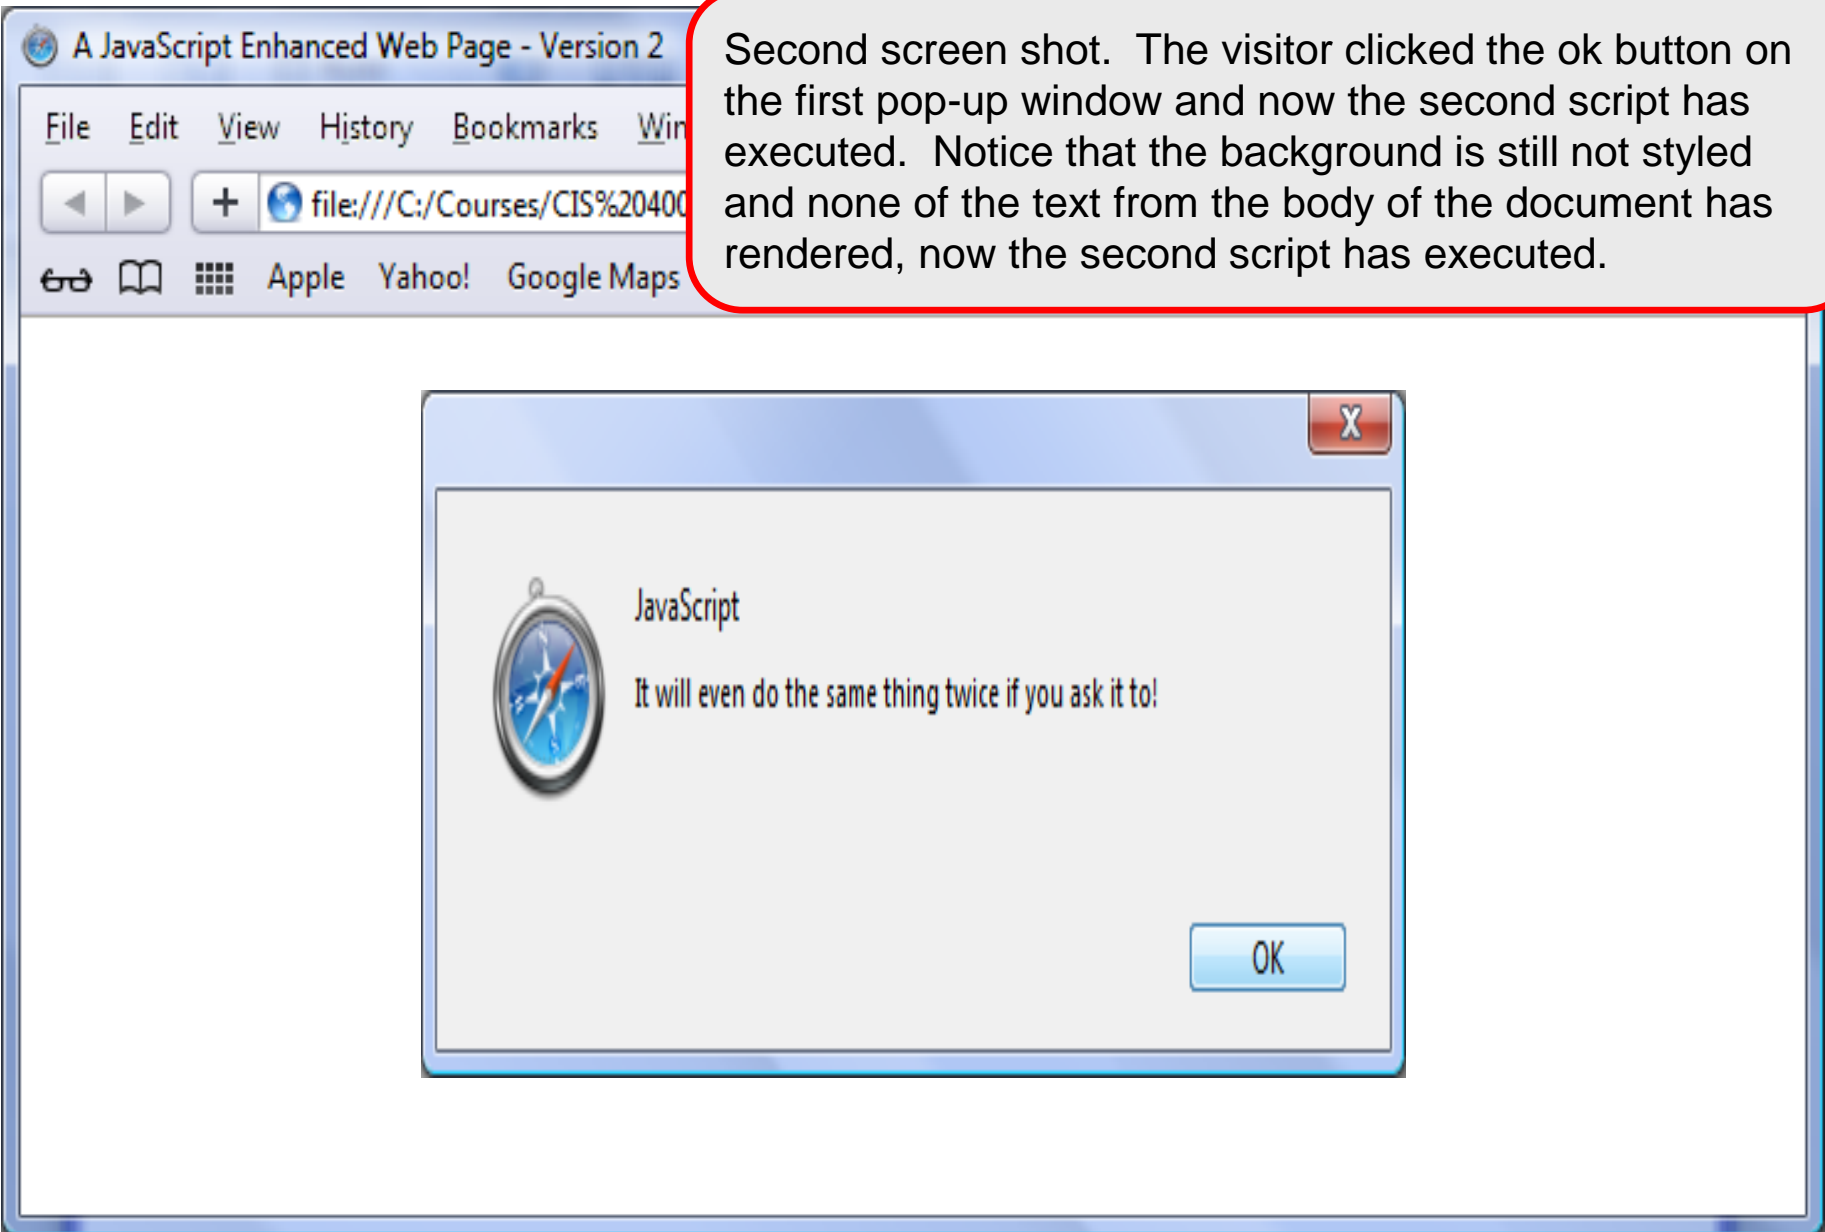 A JavaScript Enhanced Web Page - Version 2
Second screen shot.  The visitor clicked the ok button on
the first pop-up window and now the second script has
executed.  Notice that the background is still not styled
and none of the text from the body of the document has
rendered, now the second script has executed.
File Edit View History Bookmarks Win
file:///C:/Courses/CIS%20400
Apple Yahoo! Google Maps
X
JavaScript
It will even do the same thing twice if you ask it to!
OK